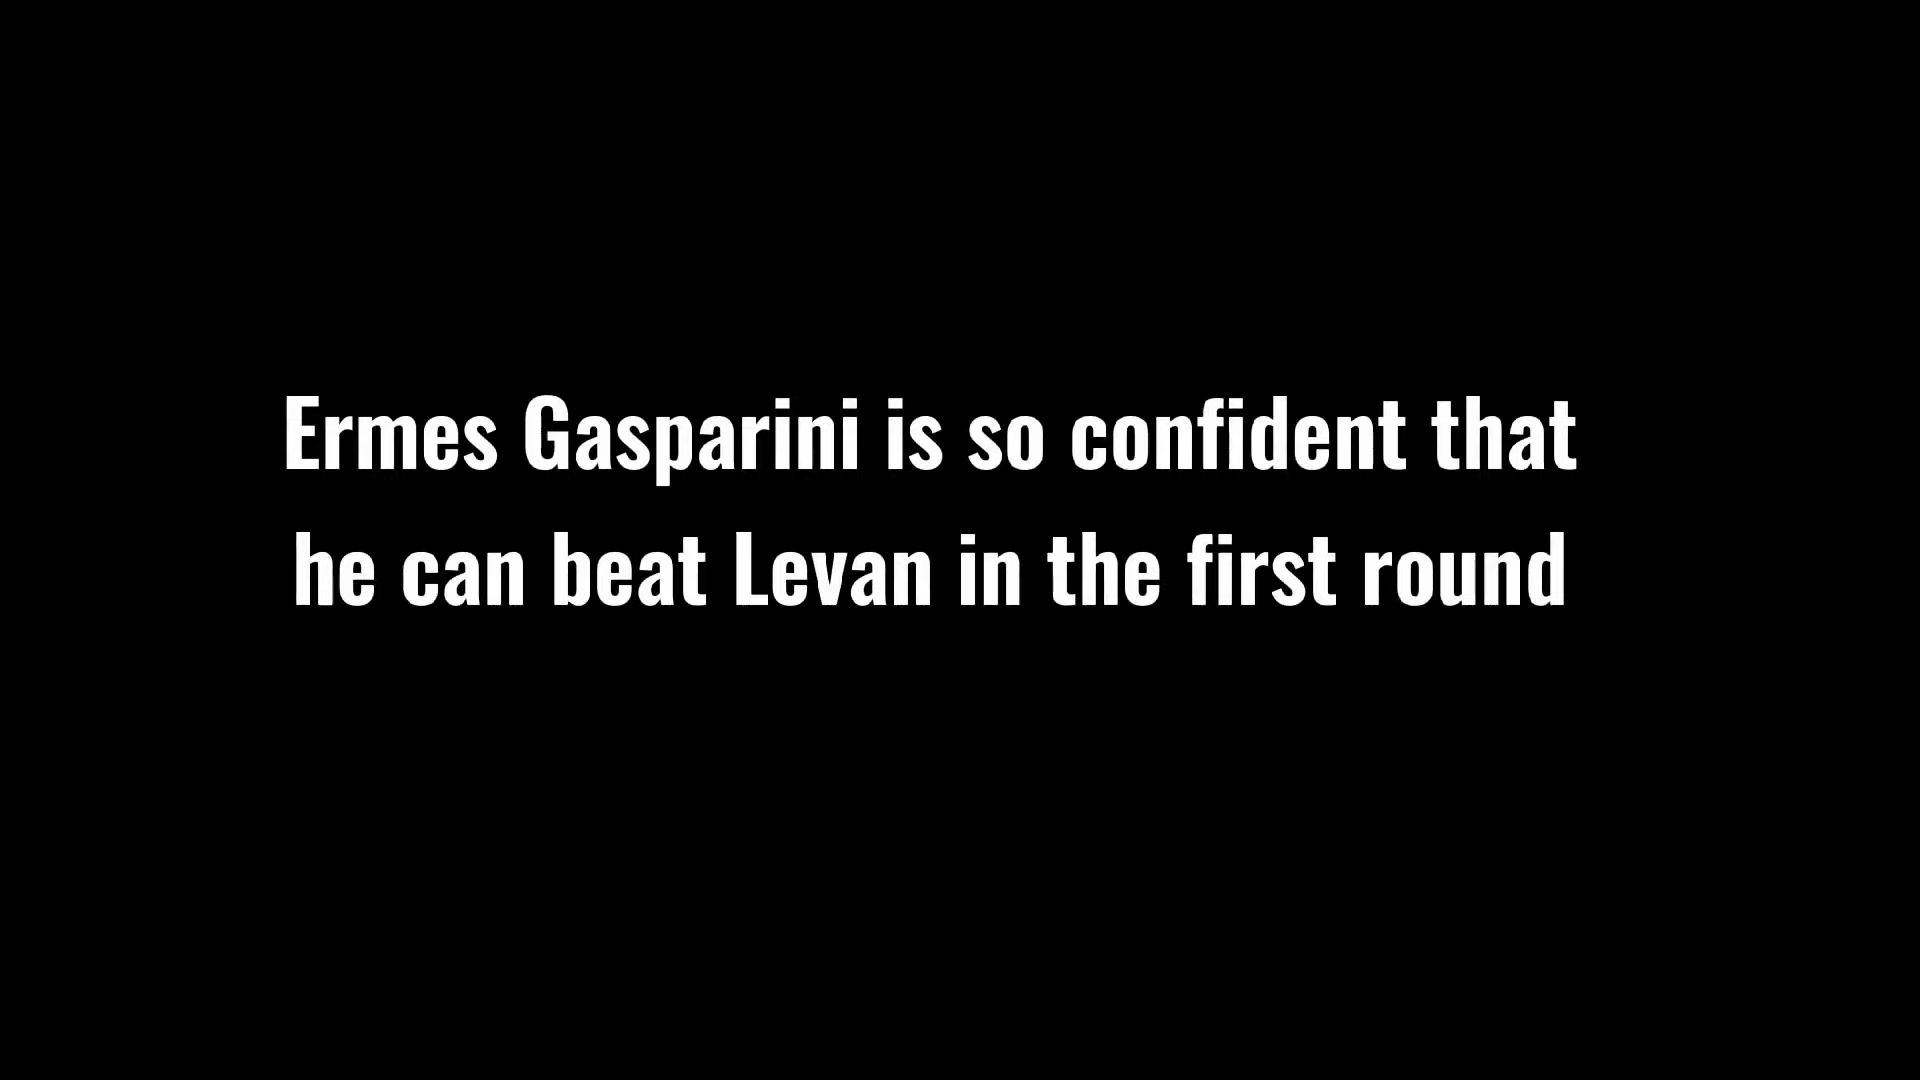 Ermes Gasparini is so confident that
he can beat Levan in the first round